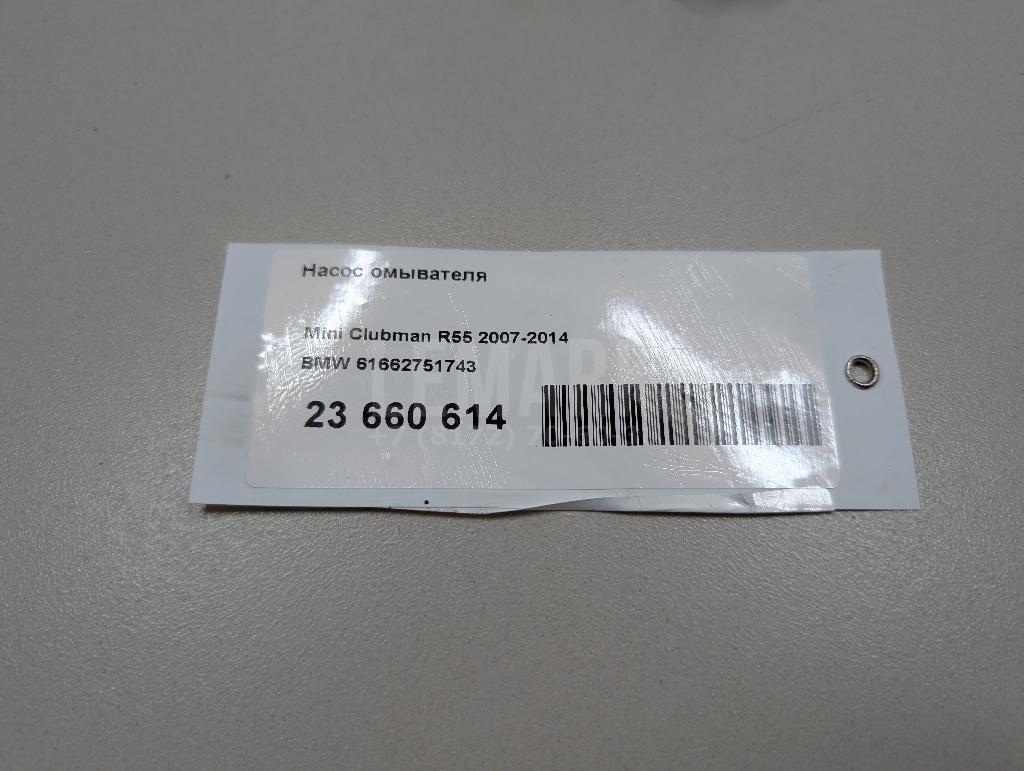 Насос омывателя
Mini Clubman R55 2007-2014
BMW 61662751743
23 660 614